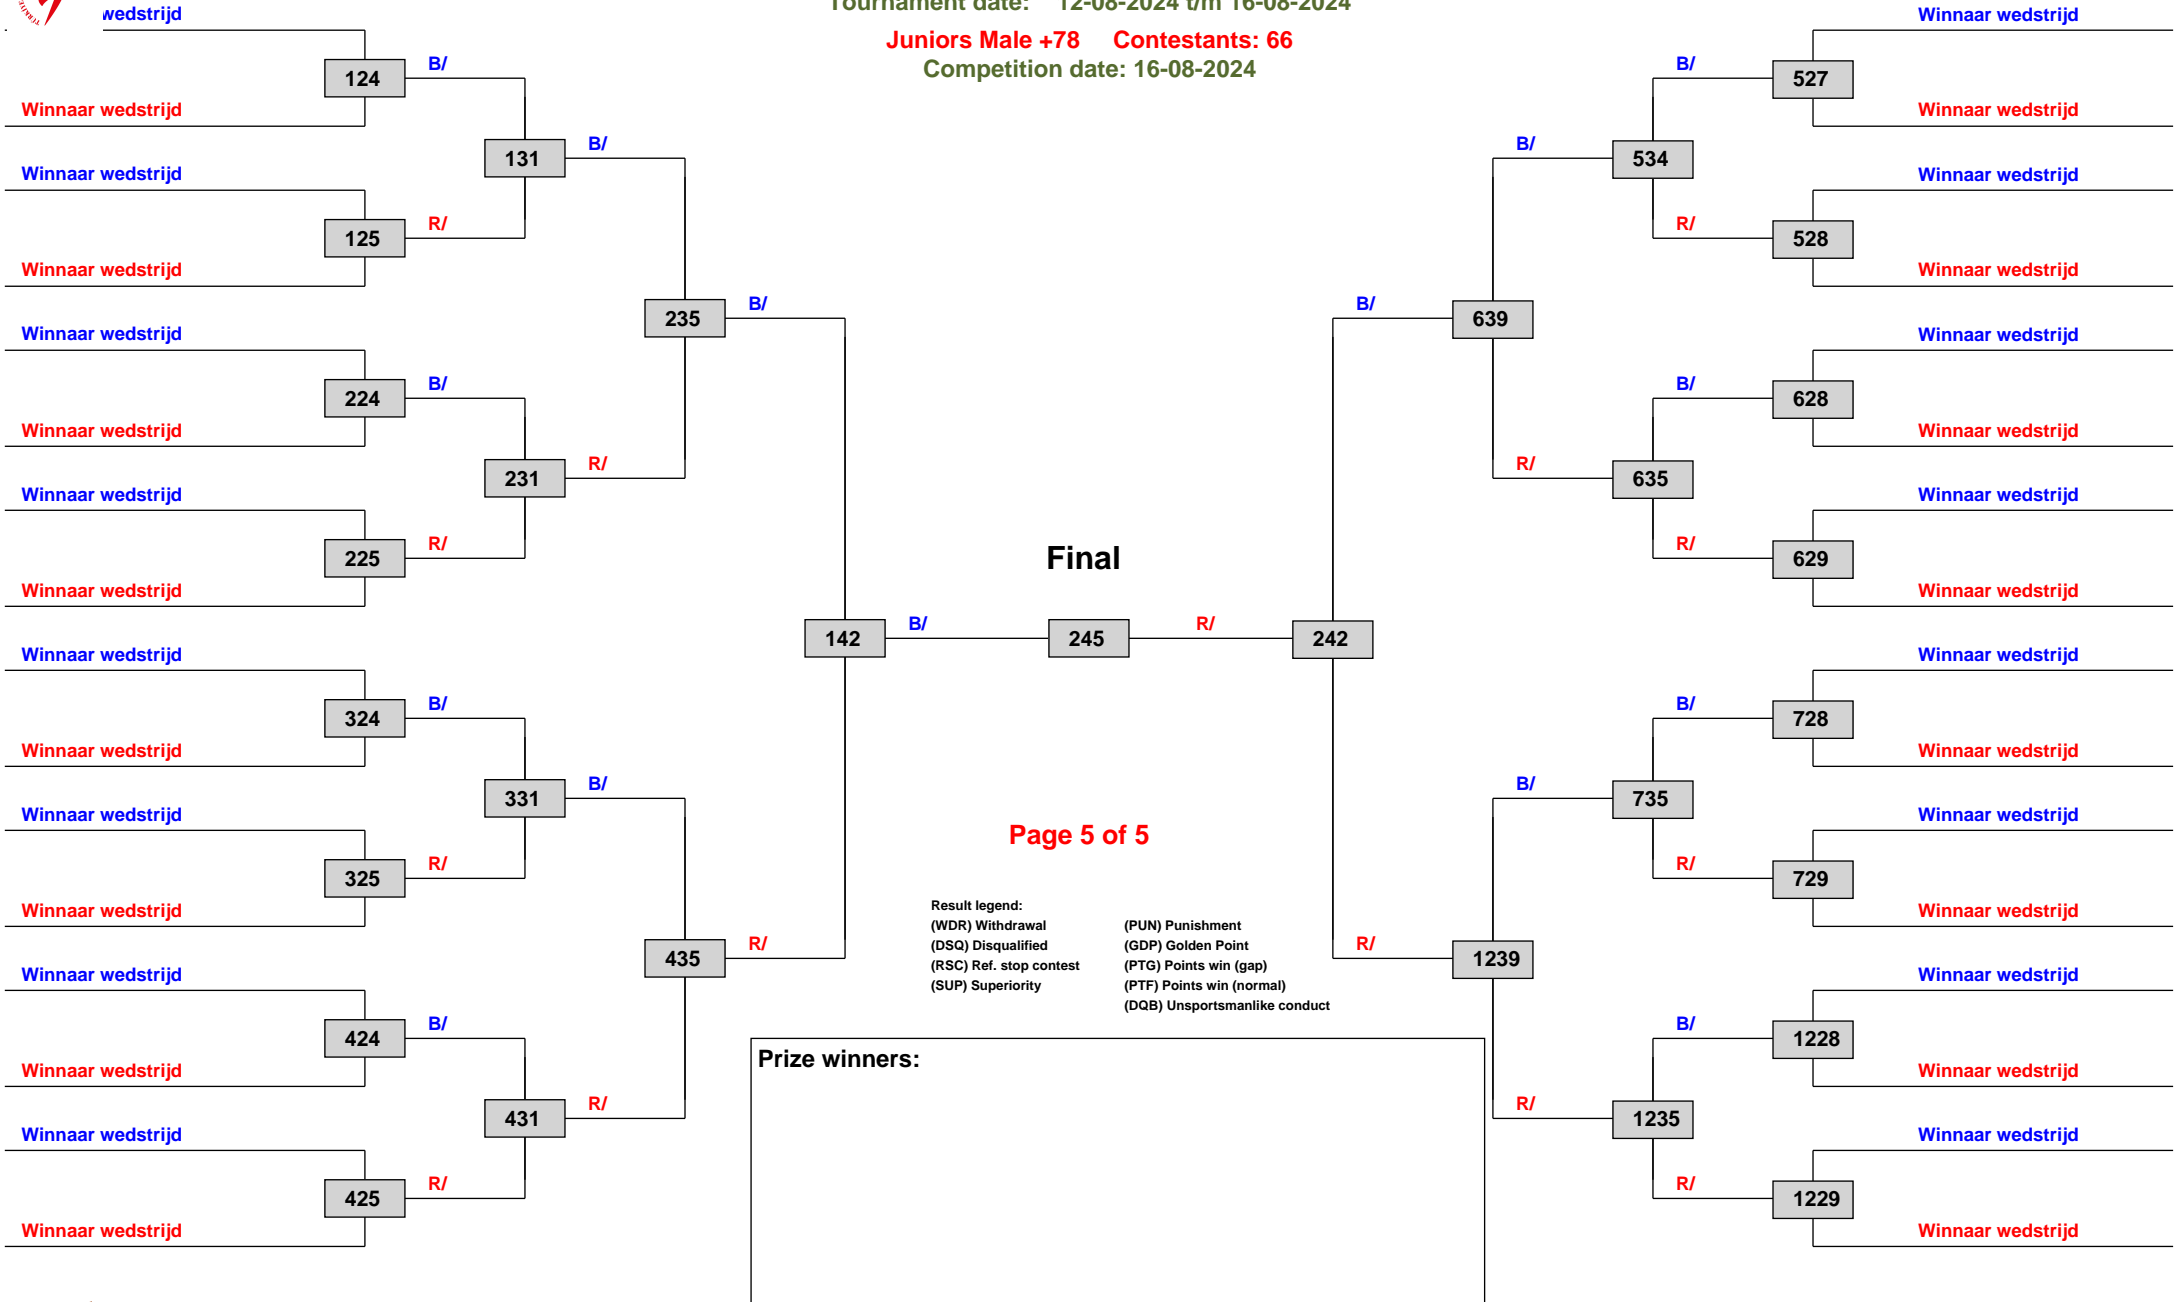 Tournament date: 12-08-2024 t/m 16-08-2024
Juniors Male +78 Contestants: 66
Competition date: 16-08-2024
wedstrijd
124
B/
Winnaar wedstrijd
131
B/
Winnaar wedstrijd
125
R/
Winnaar wedstrijd
235
B/
Winnaar wedstrijd
224
B/
Winnaar wedstrijd
231
R/
Winnaar wedstrijd
225
R/
Winnaar wedstrijd
142
B/
Winnaar wedstrijd
324
B/
Winnaar wedstrijd
331
B/
Winnaar wedstrijd
325
R/
Winnaar wedstrijd
435
R/
Winnaar wedstrijd
424
B/
Winnaar wedstrijd
431
R/
Winnaar wedstrijd
425
R/
Winnaar wedstrijd
Final
245
R/
242
Page 5 of 5
Result legend:
(WDR) Withdrawal
(DSQ) Disqualified
(RSC) Ref. stop contest
(SUP) Superiority
(PUN) Punishment
(GDP) Golden Point
(PTG) Points win (gap)
(PTF) Points win (normal)
(DQB) Unsportsmanlike conduct
Prize winners:
Winnaar wedstrijd
B/
527
Winnaar wedstrijd
B/
534
Winnaar wedstrijd
R/
528
Winnaar wedstrijd
B/
639
Winnaar wedstrijd
B/
628
Winnaar wedstrijd
R/
635
Winnaar wedstrijd
R/
629
Winnaar wedstrijd
Winnaar wedstrijd
B/
728
Winnaar wedstrijd
B/
735
Winnaar wedstrijd
R/
729
Winnaar wedstrijd
R/
1239
Winnaar wedstrijd
B/
1228
Winnaar wedstrijd
R/
1235
Winnaar wedstrijd
R/
1229
Winnaar wedstrijd